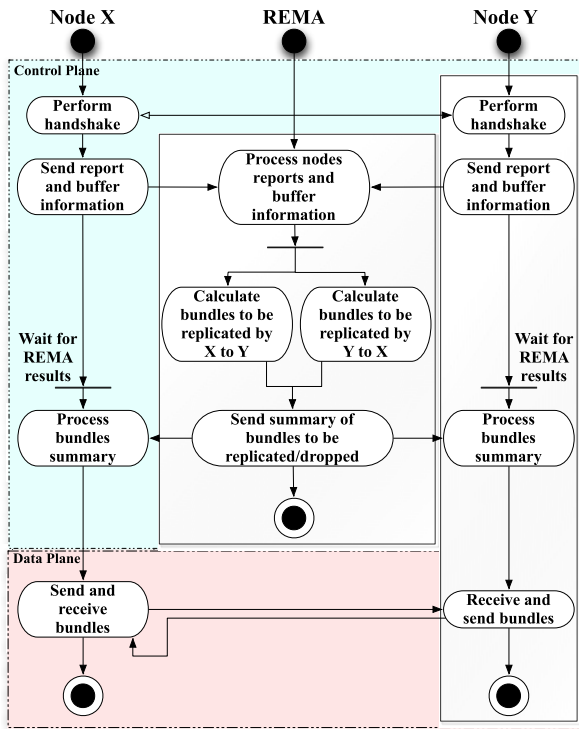 Node X
REMA
Node Y
Control Plane
Perform
handshake
Perform
handshake
Send report
and buffer
information
Process nodes
reports and
buffer
information
Send report
and buffer
information
Calculate
bundles to be
replicated by
X to Y
Calculate
bundles to be
replicated by
Y to X
Wait for
REMA
results
Wait for
REMA
results
Process
bundles
summary
Send summary of
bundles to be
replicated/dropped
Process
bundles
summary
Data Plane
Send and
receive
bundles
Receive and
send bundles